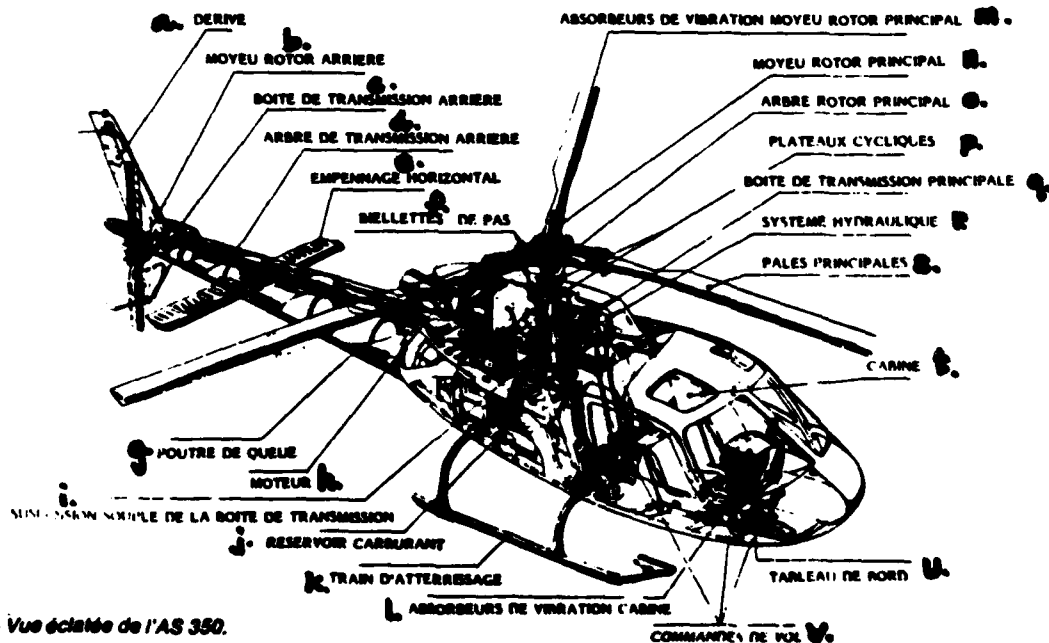 a. DERIVE
b.
MOYEU ROTOR ARRIERE
c.
BOITE DE TRANSMISSION ARRIERE
d.
ARBRE DE TRANSMISSION ARRIERE
e.
EMPENNAGE HORIZONTAL
f.
BIELLETTES DE PAS
ABSORBEURS DE VIBRATION MOYEU ROTOR PRINCIPAL m.
MOYEU ROTOR PRINCIPAL n.
ARBRE ROTOR PRINCIPAL o.
PLATEAUX CYCLIQUES p.
BOITE DE TRANSMISSION PRINCIPALE q.
SYSTEME HYDRAULIQUE R
PALES PRINCIPALES S.
CABINE t.
g POUTRE DE QUEUE
MOTEUR h.
i.
SUSPENSION SOUPLE DE LA BOITE DE TRANSMISSION
j. RESERVOIR CARBURANT
k. TRAIN D'ATTERRISSAGE
l. ABSORBEURS DE VIBRATION CABINE
TABLEAU DE BORD U.
COMMANDES DE VOL V.
Vue éclatée de l'AS 350.